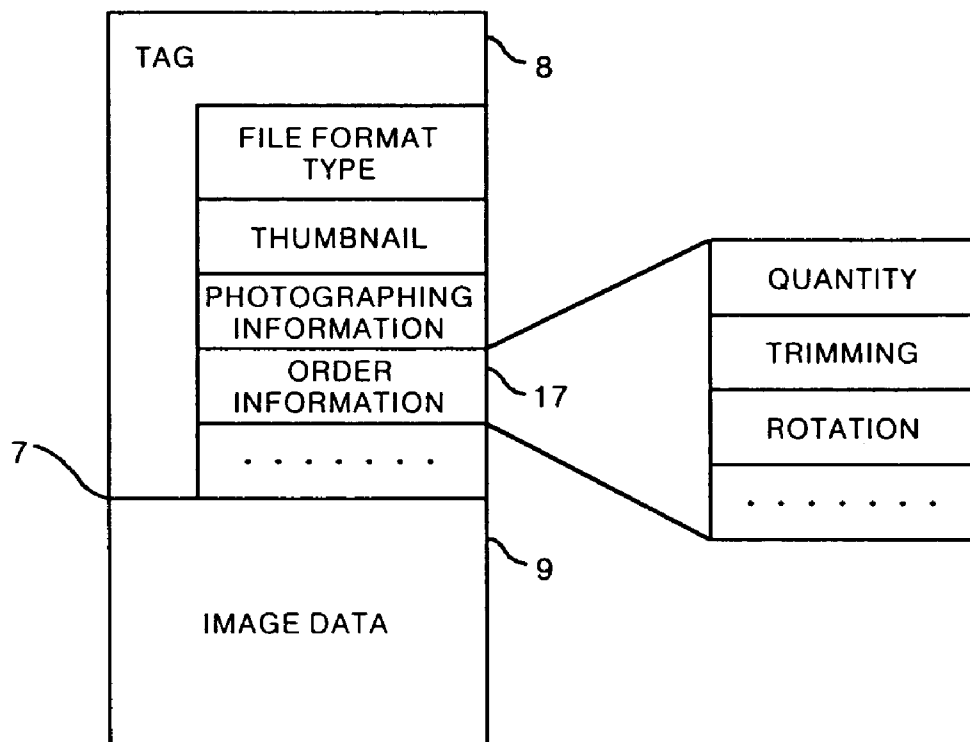 TAG
8
FILE FORMAT
TYPE
THUMBNAIL
PHOTOGRAPHING
INFORMATION
ORDER
INFORMATION
17
. . . . . . .
7
9
IMAGE DATA
QUANTITY
TRIMMING
ROTATION
. . . . . . .